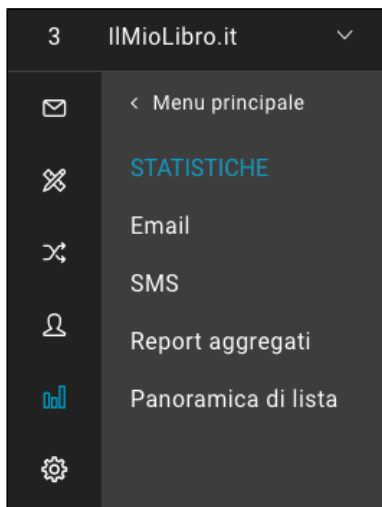 3 IlMioLibro.it
< Menu principale
STATISTICHE
Email
SMS
Report aggregati
Panoramica di lista